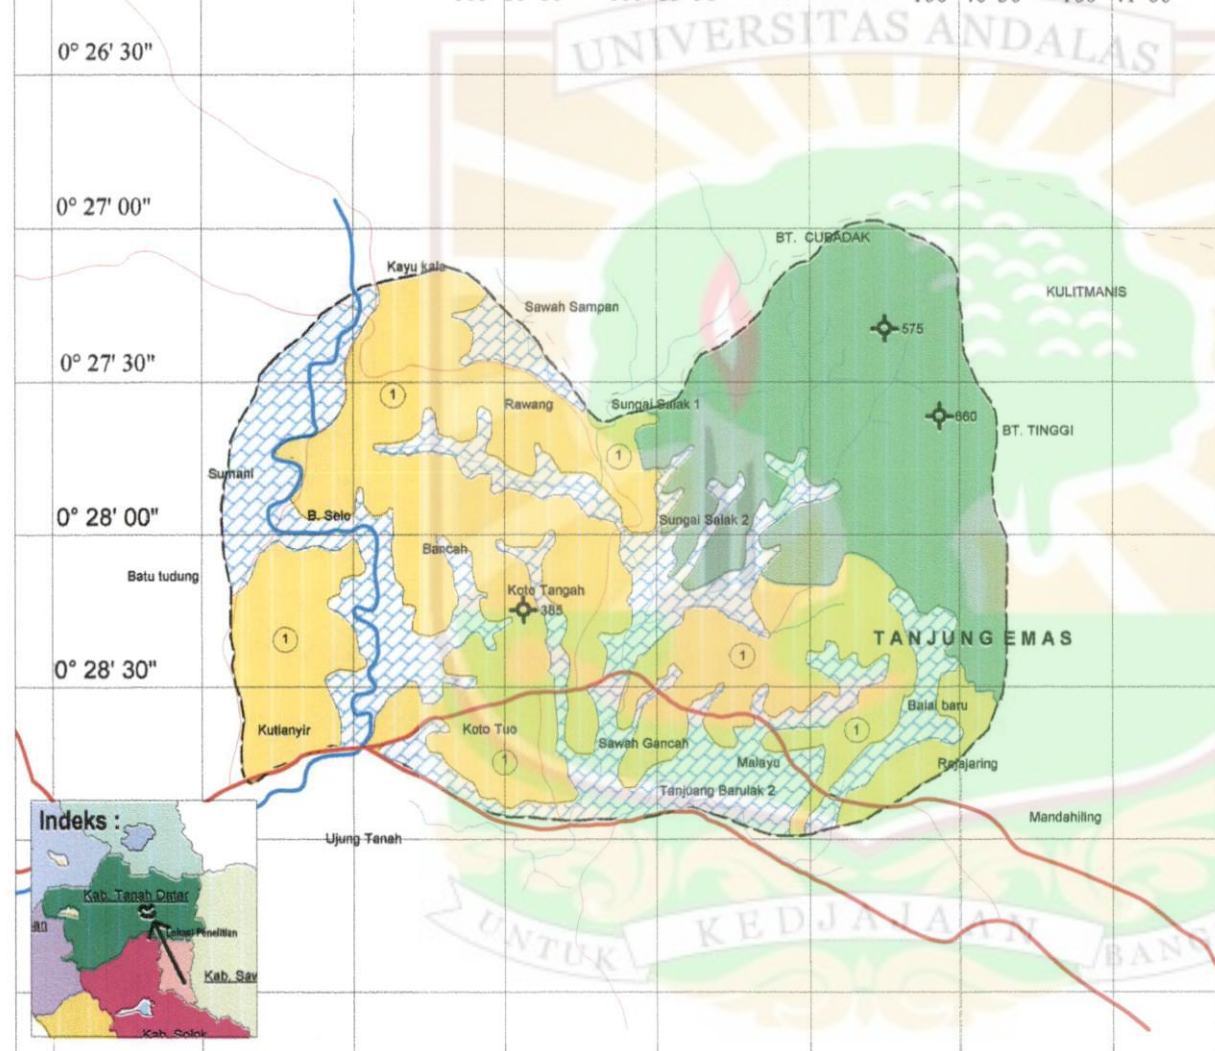 UNIVERSITAS ANDALAS
0° 26' 30"
0° 27' 00"
BT. CUBADAK
Kayu kalo
KULITMANIS
Sawah Sampan
575
0° 27' 30"
1
Rawang
Sungai Salak 1
660
BT. TINGGI
1
Sumani
0° 28' 00"
B. Selo
Sungai Salak 2
Bancah
Batu tudung
Koto Tangah
385
1
TANJUNG EMAS
1
0° 28' 30"
Balai baru
Kutianyir
Koto Tuo
1
Sawah Gancah
1
Malayu
Rajajaring
Tanjuang Barulak 2
Indeks :
Mandahiling
Ujung Tanah
Kab. Tanah Datar
an
Lokasi Penelitian
Kab. Saw
Kab. Solok
UNTUK KEDJAJAAN BANG